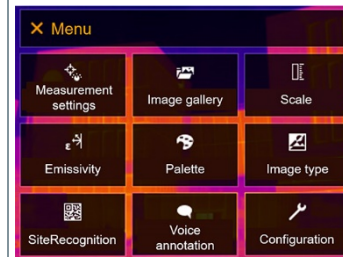 × Menu
Measurement
settings
Image gallery
Scale
Emissivity
Palette
Image type
SiteRecognition
Voice
annotation
Configuration